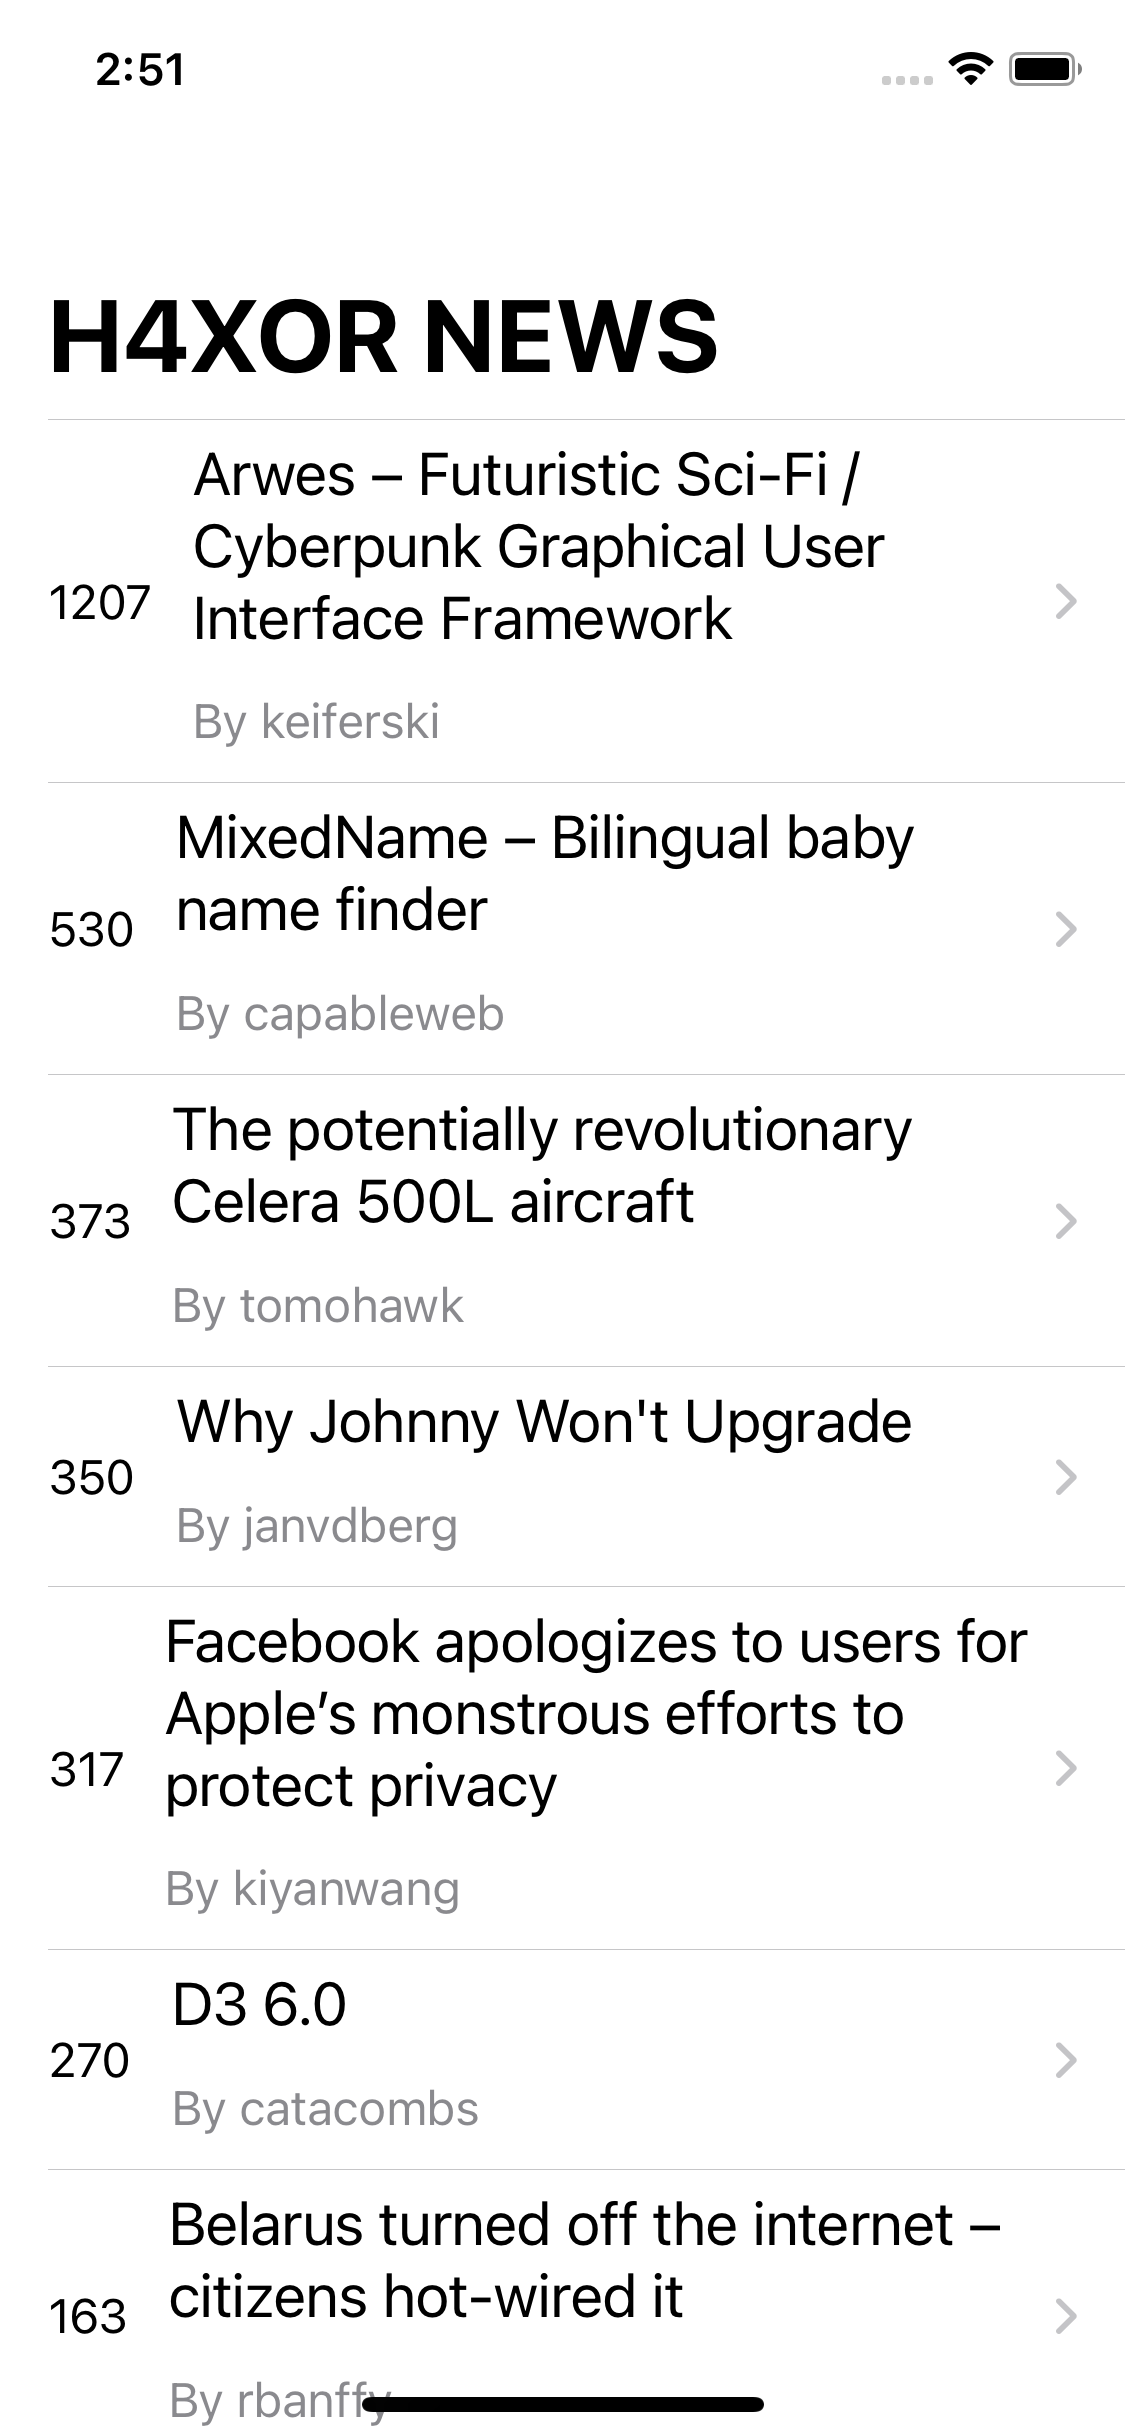 2:51
H4XOR NEWS
Arwes – Futuristic Sci-Fi /
Cyberpunk Graphical User
Interface Framework
1207
By keiferski
MixedName – Bilingual baby
name finder
530
By capableweb
The potentially revolutionary
Celera 500L aircraft
373
By tomohawk
Why Johnny Won't Upgrade
350
By janvdberg
Facebook apologizes to users for
Apple’s monstrous efforts to
protect privacy
317
By kiyanwang
D3 6.0
270
By catacombs
Belarus turned off the internet –
citizens hot-wired it
163
By rbanffy